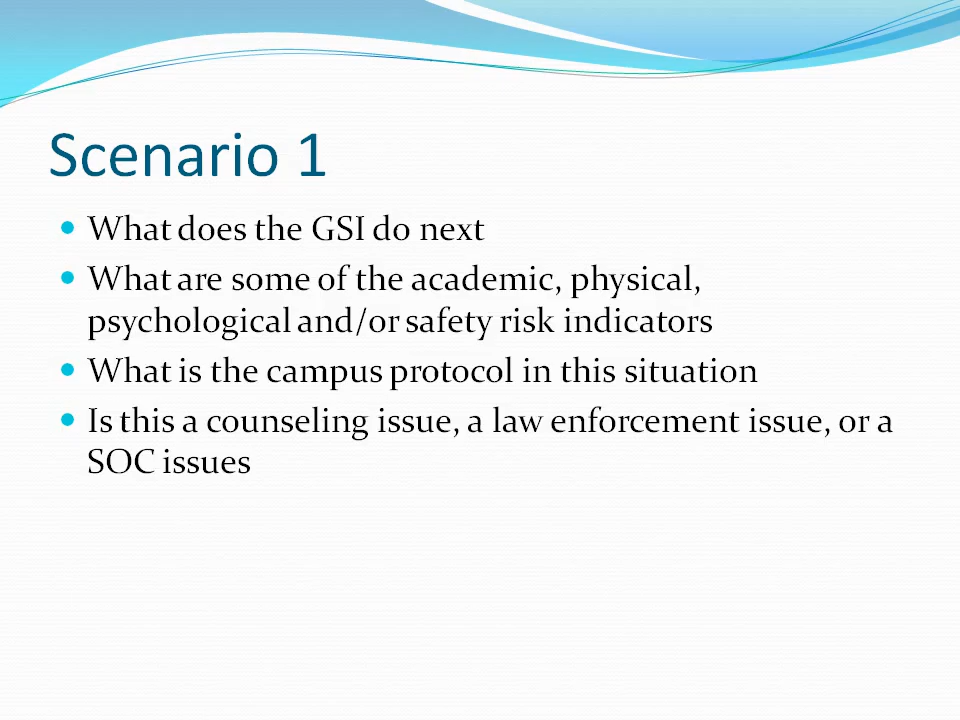 Scenario 1
What does the GSI do next
What are some of the academic, physical,
psychological and/or safety risk indicators
What is the campus protocol in this situation
Is this a counseling issue, a law enforcement issue, or a
SOC issues